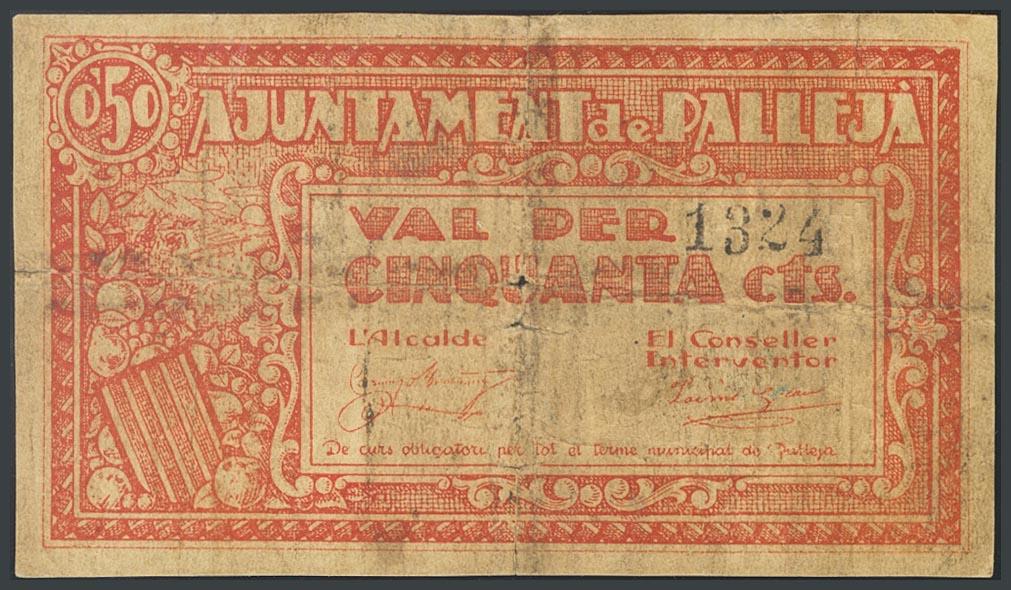 0'50
AJUNTAMENT de PALLEJÀ
VAL PER 1324
CINQUANTA CTS.
L'Alcalde
El Conseller
Interventor
De curs obligatori per tot el terme municipal de Pallejà